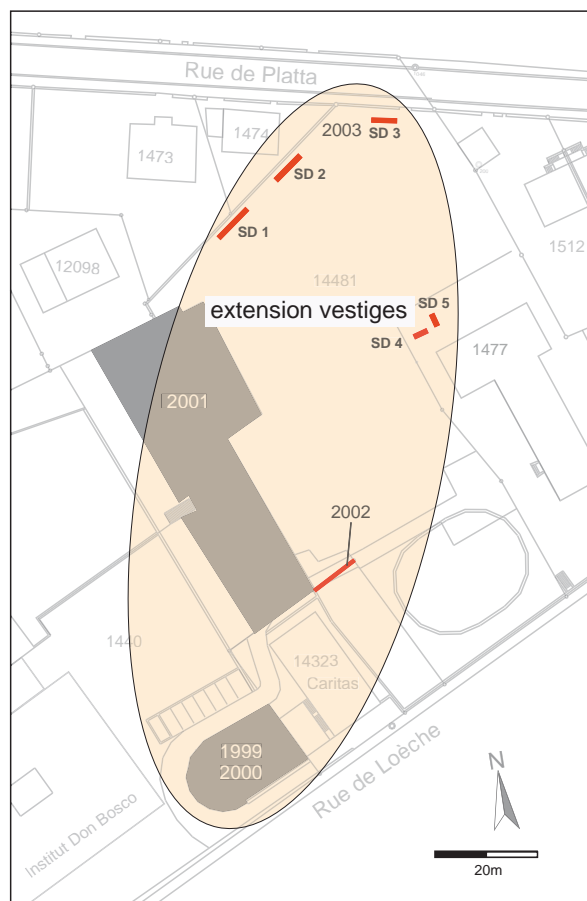 Rue de Platta
1474
2003
SD 3
1473
SD 2
SD 1
1512
12098
14481
extension vestiges
SD 5
SD 4
1477
2001
2002
1440
14323
Caritas
1999
2000
Rue de Loèche
Institut Don Bosco
N
20m